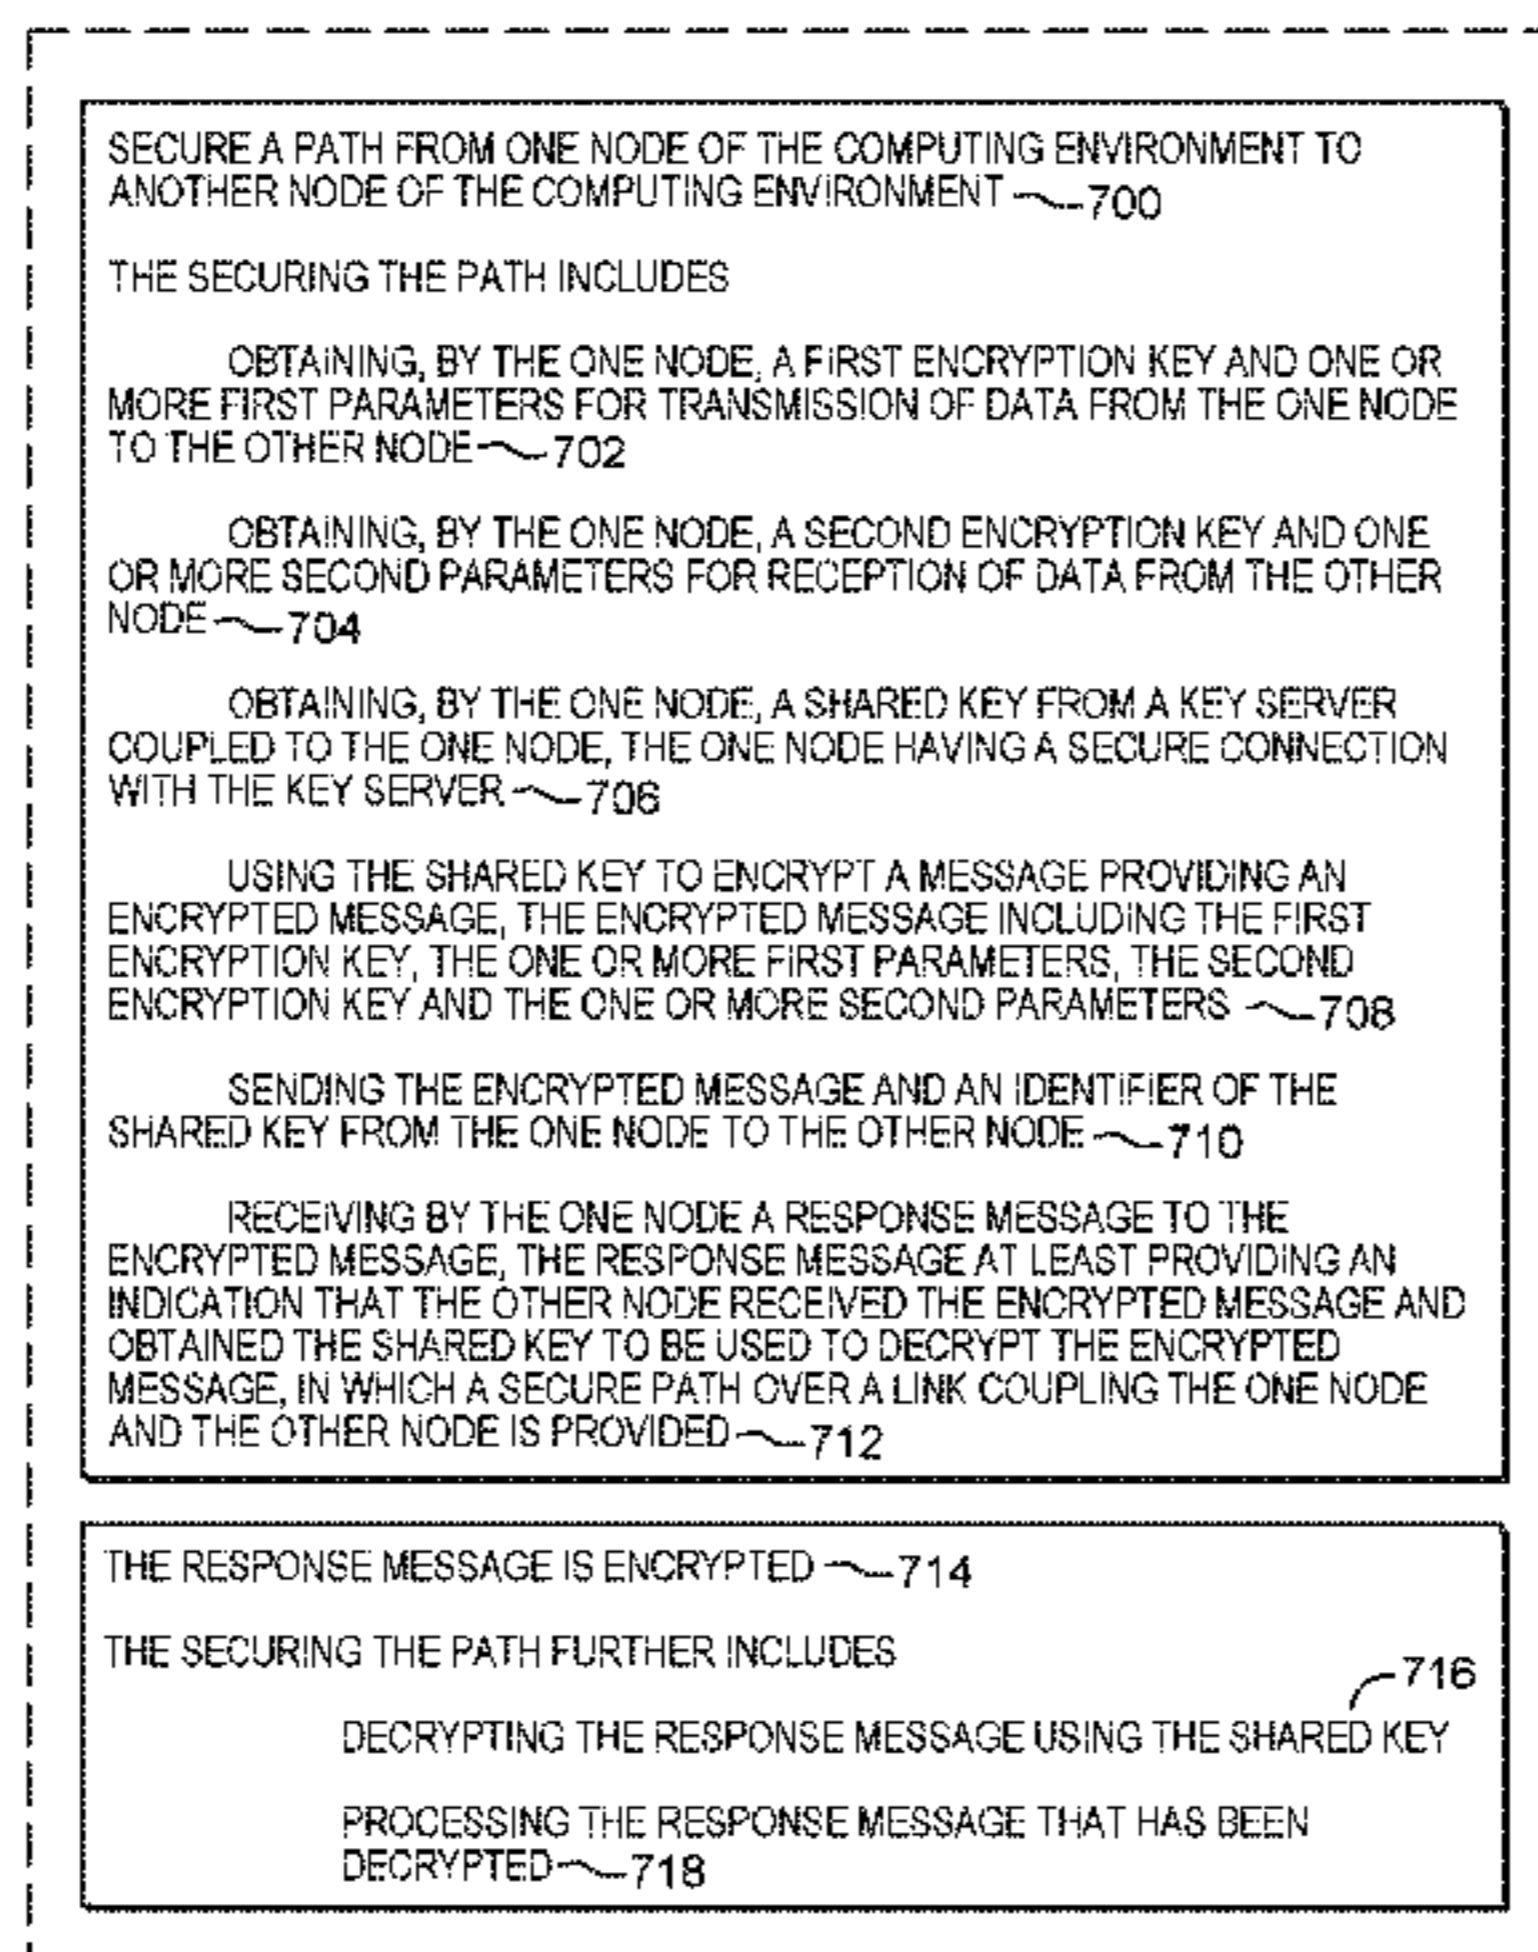 SECURE A PATH FROM ONE NODE OF THE COMPUTING ENVIRONMENT TO
ANOTHER NODE OF THE COMPUTING ENVIRONMENT 700
THE SECURING THE PATH INCLUDES
OBTAINING, BY THE ONE NODE, A FIRST ENCRYPTION KEY AND ONE OR
MORE FIRST PARAMETERS FOR TRANSMISSION OF DATA FROM THE ONE NODE
TO THE OTHER NODE 702
OBTAINING, BY THE ONE NODE, A SECOND ENCRYPTION KEY AND ONE
OR MORE SECOND PARAMETERS FOR RECEPTION OF DATA FROM THE OTHER
NODE 704
OBTAINING, BY THE ONE NODE, A SHARED KEY FROM A KEY SERVER
COUPLED TO THE ONE NODE, THE ONE NODE HAVING A SECURE CONNECTION
WITH THE KEY SERVER 706
USING THE SHARED KEY TO ENCRYPT A MESSAGE PROVIDING AN
ENCRYPTED MESSAGE, THE ENCRYPTED MESSAGE INCLUDING THE FIRST
ENCRYPTION KEY, THE ONE OR MORE FIRST PARAMETERS, THE SECOND
ENCRYPTION KEY AND THE ONE OR MORE SECOND PARAMETERS 708
SENDING THE ENCRYPTED MESSAGE AND AN IDENTIFIER OF THE
SHARED KEY FROM THE ONE NODE TO THE OTHER NODE 710
RECEIVING BY THE ONE NODE A RESPONSE MESSAGE TO THE
ENCRYPTED MESSAGE, THE RESPONSE MESSAGE AT LEAST PROVIDING AN
INDICATION THAT THE OTHER NODE RECEIVED THE ENCRYPTED MESSAGE AND
OBTAINED THE SHARED KEY TO BE USED TO DECRYPT THE ENCRYPTED
MESSAGE, IN WHICH A SECURE PATH OVER A LINK COUPLING THE ONE NODE
AND THE OTHER NODE IS PROVIDED 712
THE RESPONSE MESSAGE IS ENCRYPTED 714
THE SECURING THE PATH FURTHER INCLUDES
716
DECRYPTING THE RESPONSE MESSAGE USING THE SHARED KEY
PROCESSING THE RESPONSE MESSAGE THAT HAS BEEN
DECRYPTED 718